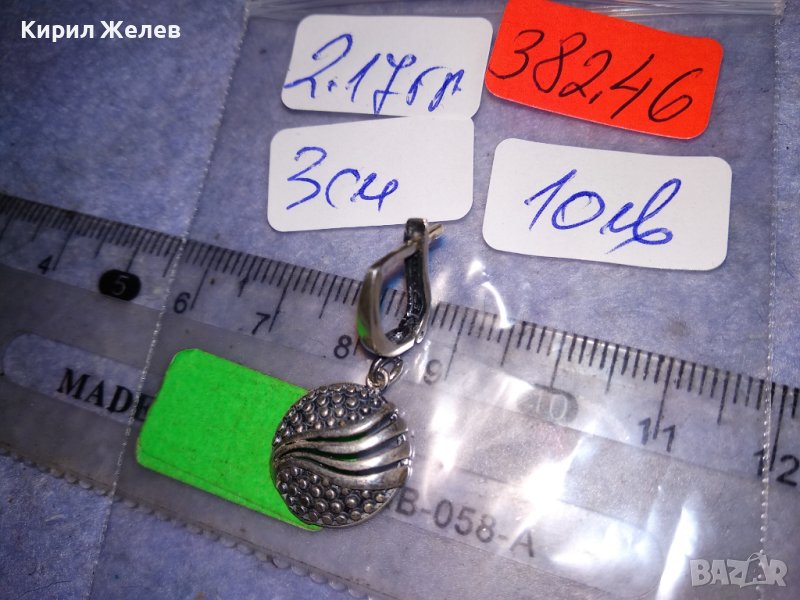 Кирил Желев
2.17гр
382.46
3см
10лв
4 5 6 7 8 9 10 11 12
MADE
B-058-A
BAZAR